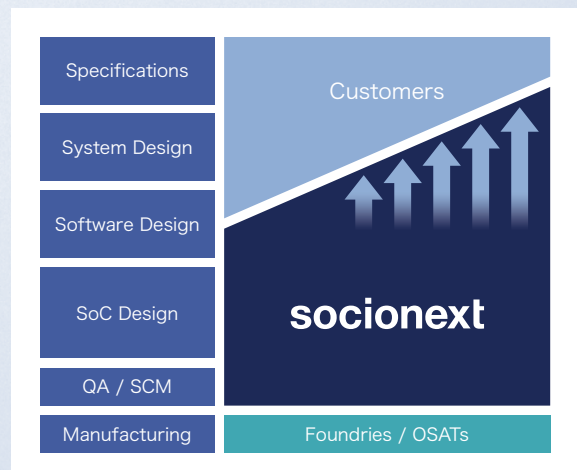 Specifications
Customers
System Design
Software Design
SoC Design
socionext
QA / SCM
Manufacturing
Foundries / OSATs